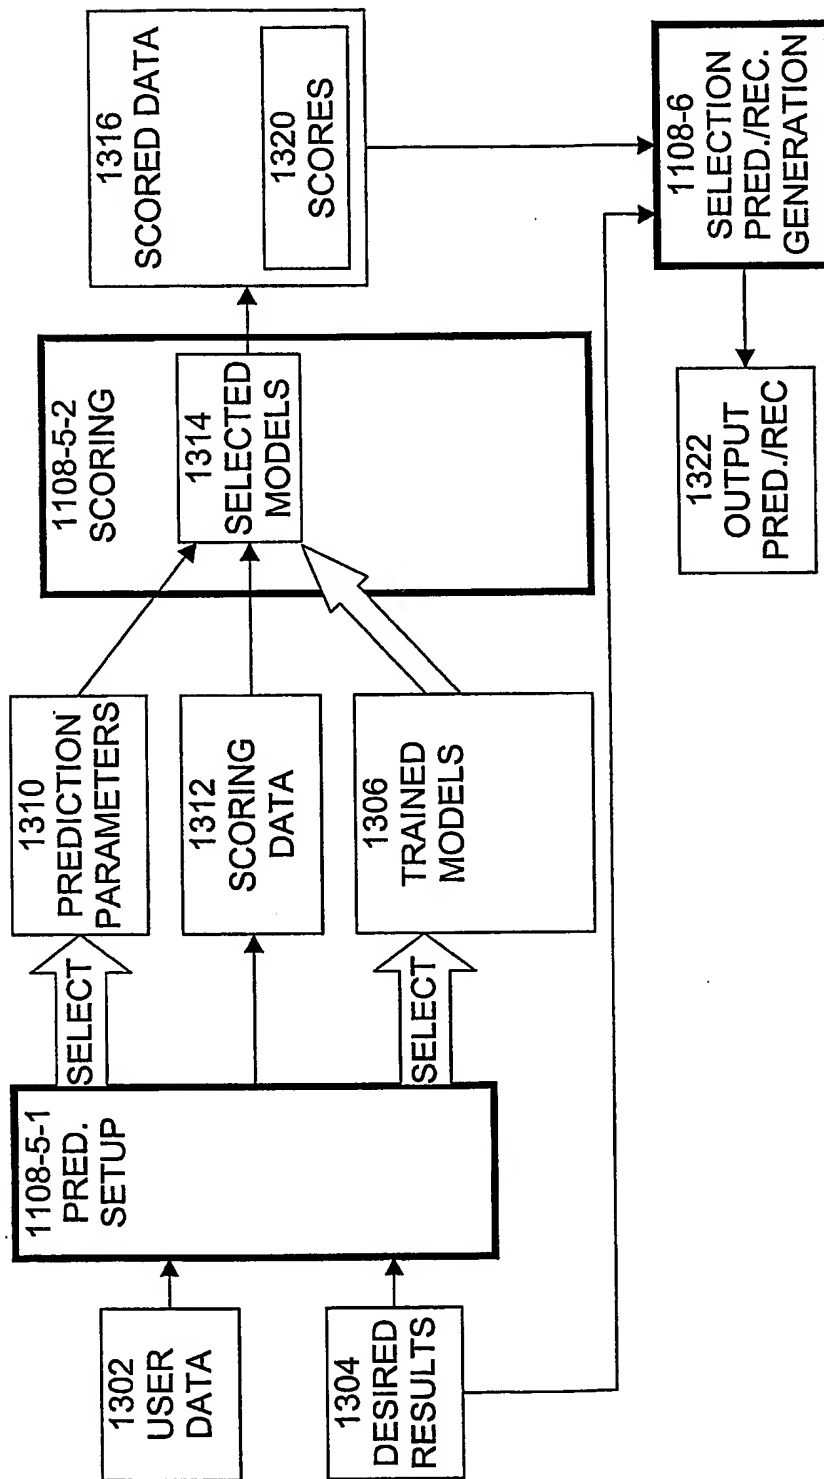 1302
USER
DATA
1304
DESIRED
RESULTS
1108-5-1
PRED.
SETUP
SELECT
SELECT
1310
PREDICTION
PARAMETERS
1312
SCORING
DATA
1306
TRAINED
MODELS
1108-5-2
SCORING
1314
SELECTED
MODELS
1316
SCORED DATA
1320
SCORES
1108-6
SELECTION
PRED./REC.
GENERATION
1322
OUTPUT
PRED./REC